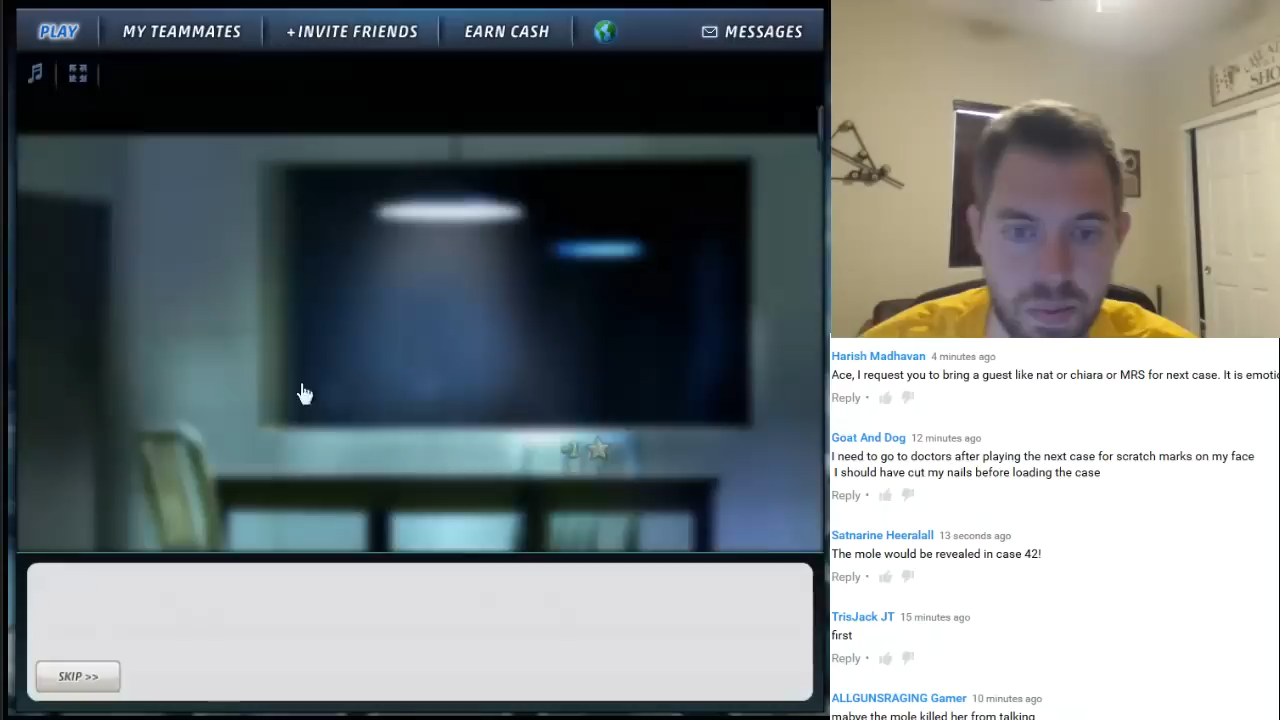 PLAY
MY TEAMMATES
+INVITE FRIENDS
EARN CASH
MESSAGES
-1
SKIP >>
SHO
Harish Madhavan 4 minutes ago
Ace, I request you to bring a guest like nat or chiara or MRS for next case. It is emotic
Reply •
Goat And Dog 12 minutes ago
I need to go to doctors after playing the next case for scratch marks on my face
I should have cut my nails before loading the case
Reply •
Satnarine Heeralall 13 seconds ago
The mole would be revealed in case 42!
Reply •
TrisJack JT 15 minutes ago
first
Reply •
ALLGUNSRAGING Gamer 10 minutes ago
mabye the mole killed her from talking